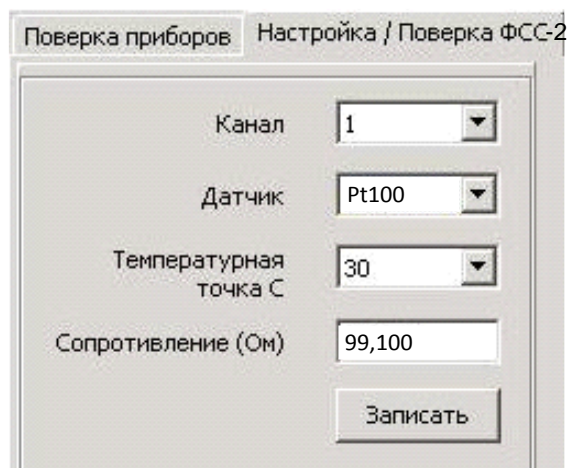 Поверка приборов Настройка / Поверка ФСС-2
Канал 1
Датчик Pt100
Температурная
точка С 30
Сопротивление (Ом) 99,100
Записать